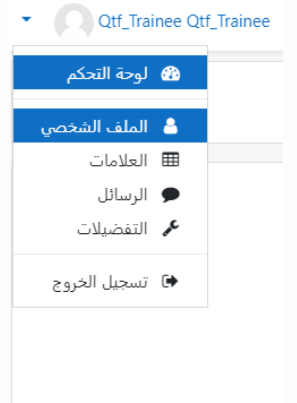 Qtf_Trainee Qtf_Trainee
لوحة التحكم
الملف الشخصي
العلامات
الرسائل
التفضيلات
تسجيل الخروج